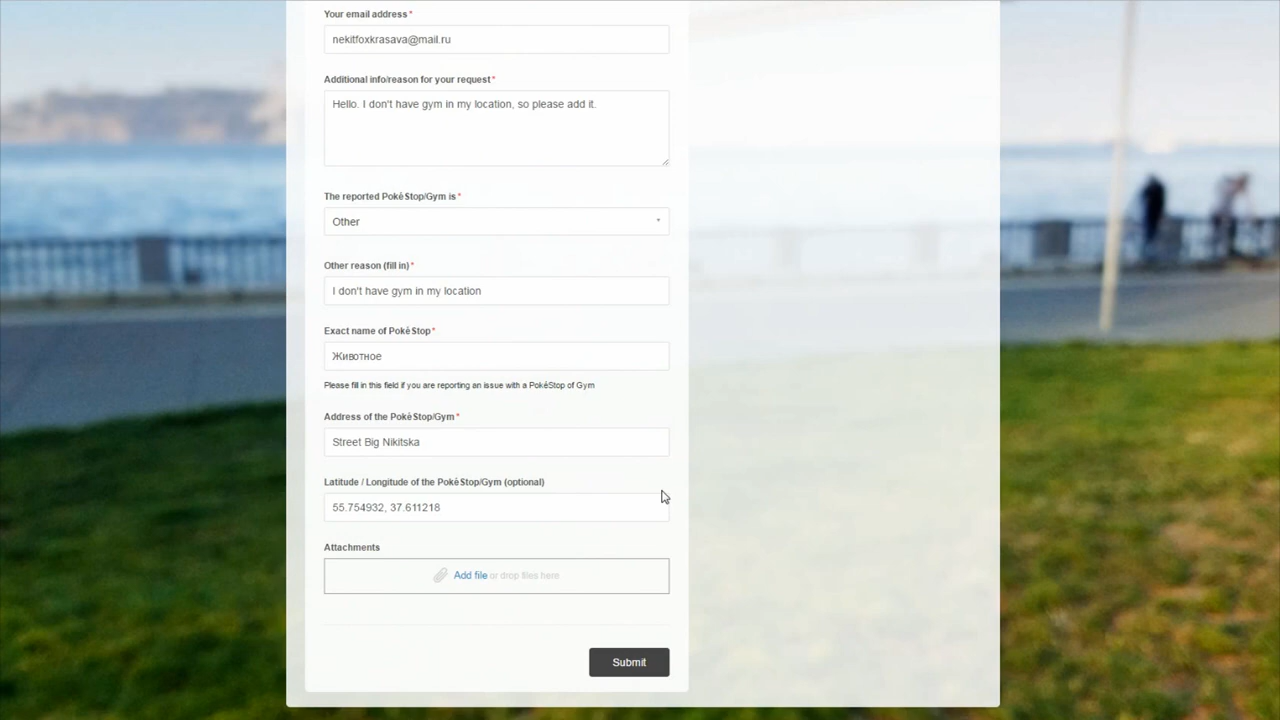 Your email address*
nekitfoxkrasava@mail.ru
Additional info/reason for your request*
Hello. I don't have gym in my location, so please add it.
The reported PokéStop/Gym is*
Other
Other reason (fill in)*
I don't have gym in my location
Exact name of PokéStop*
Животное
Please fill in this field if you are reporting an issue with a PokéStop of Gym
Address of the PokéStop/Gym*
Street Big Nikitska
Latitude / Longitude of the PokéStop/Gym (optional)
55.754932, 37.611218
Attachments
Add file or drop files here
Submit